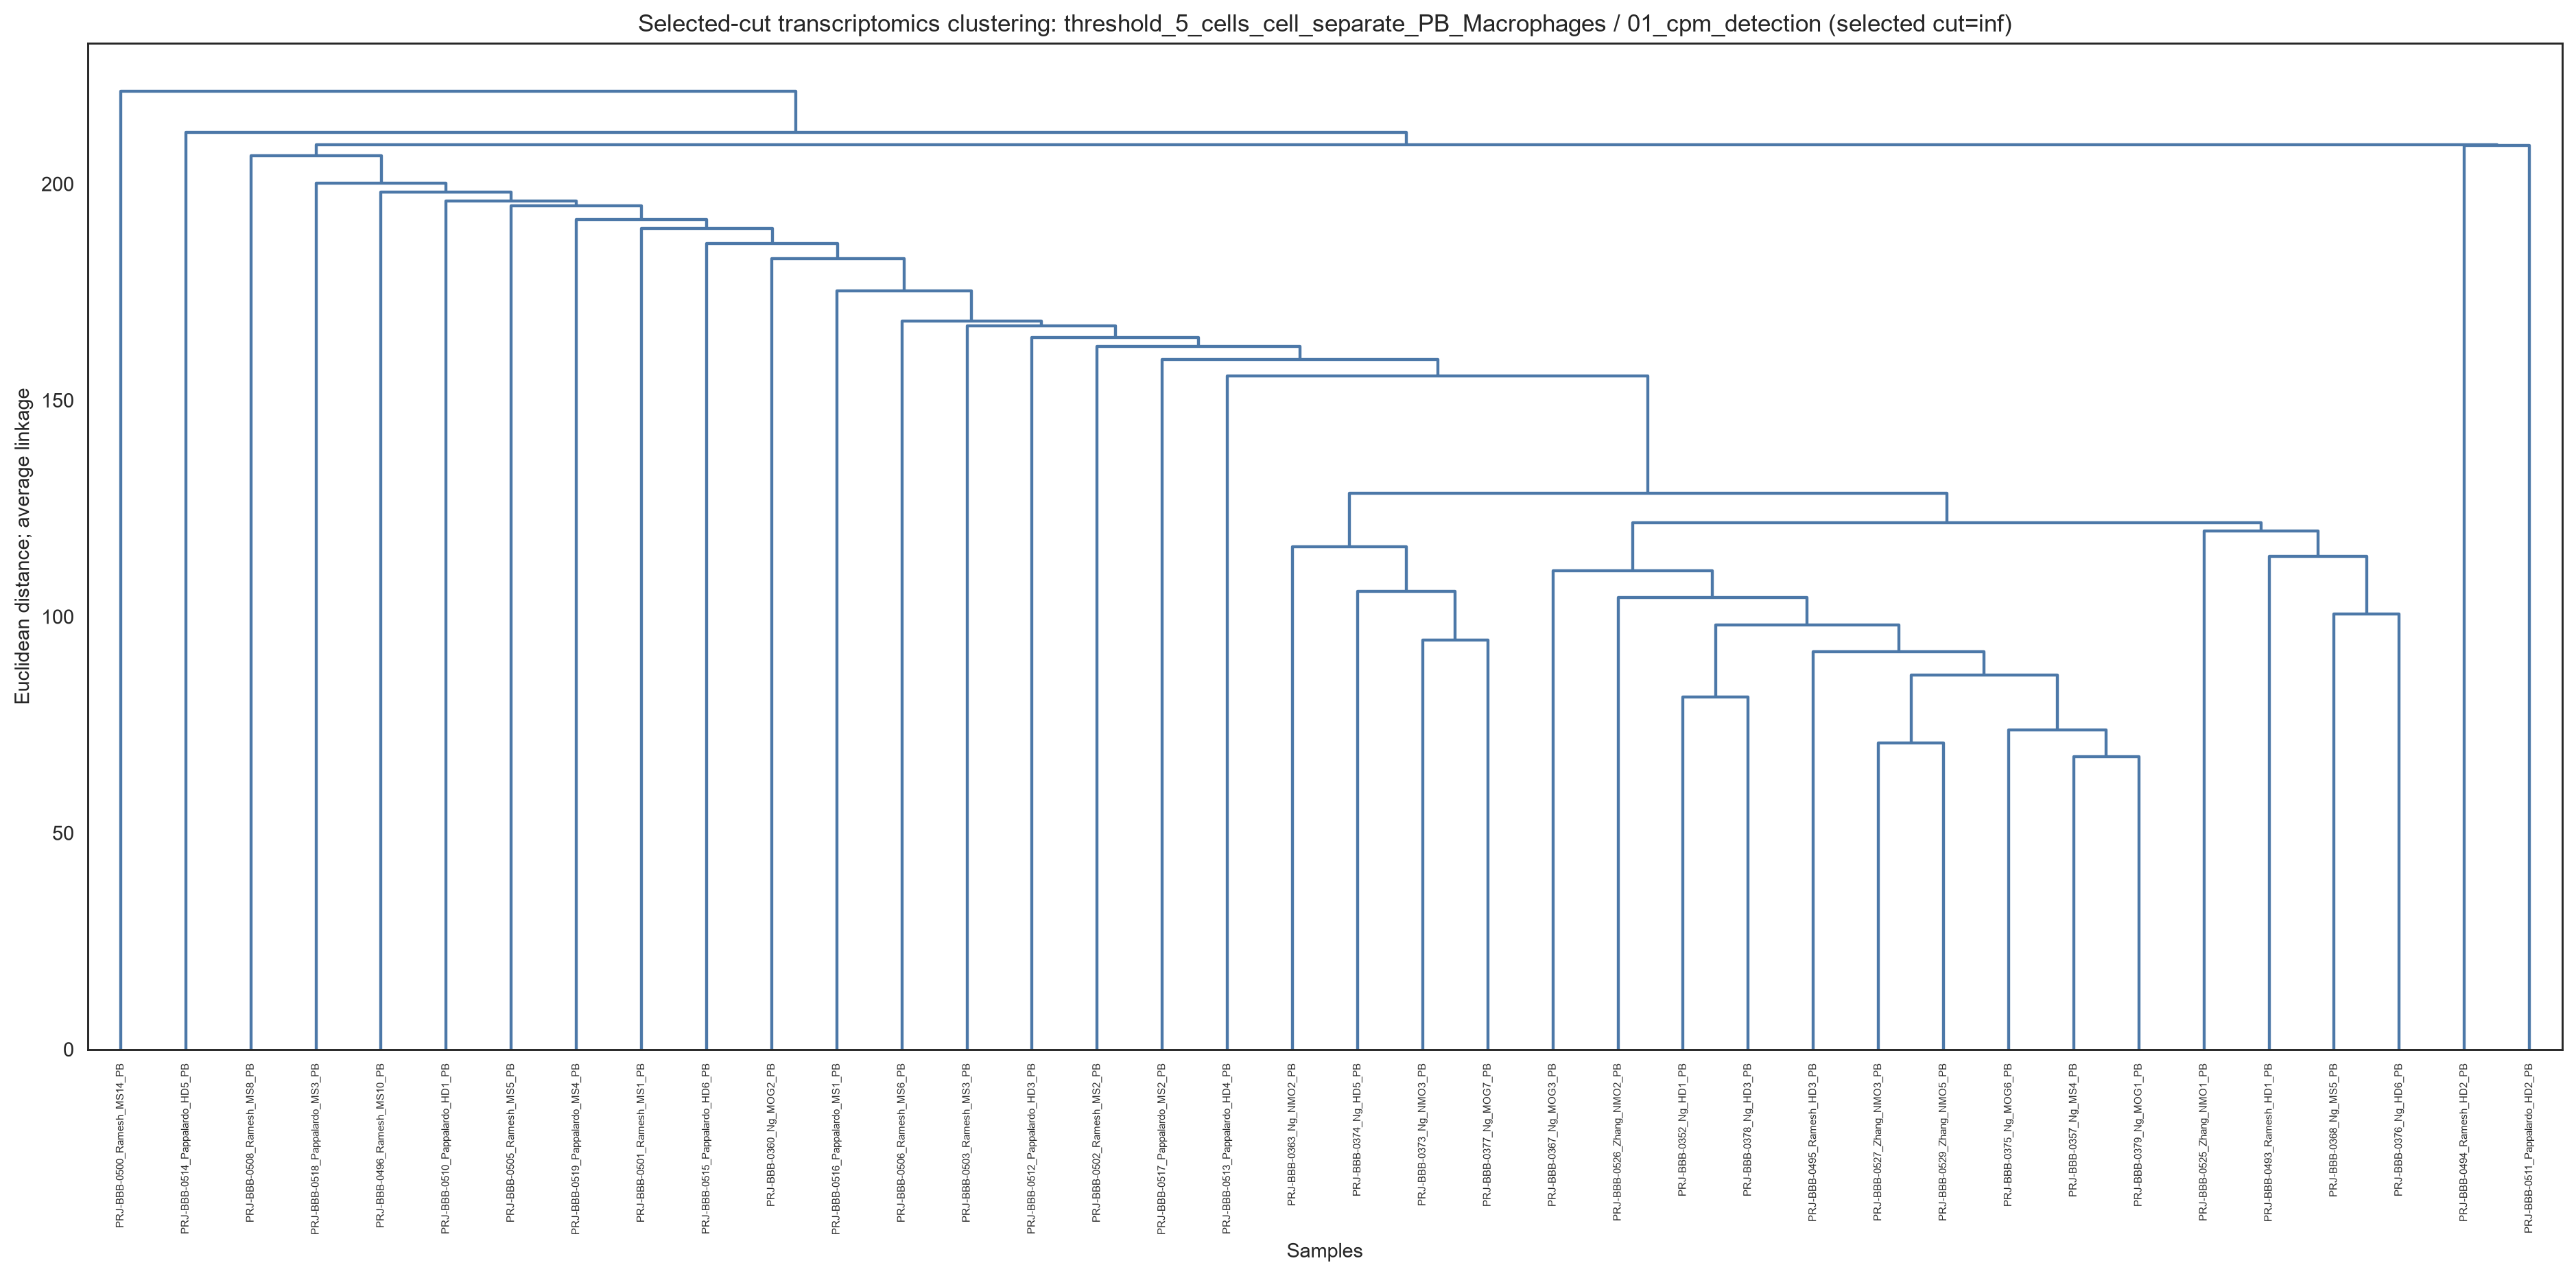 Selected-cut transcriptomics clustering: threshold_5_cells_cell_separate_PB_Macrophages / 01_cpm_detection (selected cut=inf)
Euclidean distance; average linkage
200
150
100
50
0
PRJ-BBB-0500_Ramesh_MS14_PB
PRJ-BBB-0514_Pappalardo_HD5_PB
PRJ-BBB-0508_Ramesh_MS8_PB
PRJ-BBB-0518_Pappalardo_MS3_PB
PRJ-BBB-0496_Ramesh_MS10_PB
PRJ-BBB-0510_Pappalardo_HD1_PB
PRJ-BBB-0505_Ramesh_MS5_PB
PRJ-BBB-0519_Pappalardo_MS4_PB
PRJ-BBB-0501_Ramesh_MS1_PB
PRJ-BBB-0515_Pappalardo_HD6_PB
PRJ-BBB-0360_Ng_MOG2_PB
PRJ-BBB-0516_Pappalardo_MS1_PB
PRJ-BBB-0506_Ramesh_MS6_PB
PRJ-BBB-0503_Ramesh_MS3_PB
PRJ-BBB-0512_Pappalardo_HD3_PB
PRJ-BBB-0502_Ramesh_MS2_PB
PRJ-BBB-0517_Pappalardo_MS2_PB
PRJ-BBB-0513_Pappalardo_HD4_PB
PRJ-BBB-0363_Ng_NMO2_PB
PRJ-BBB-0374_Ng_HD5_PB
PRJ-BBB-0373_Ng_NMO3_PB
PRJ-BBB-0377_Ng_MOG7_PB
PRJ-BBB-0367_Ng_MOG3_PB
PRJ-BBB-0526_Zhang_NMO2_PB
PRJ-BBB-0352_Ng_HD1_PB
PRJ-BBB-0378_Ng_HD3_PB
PRJ-BBB-0495_Ramesh_HD3_PB
PRJ-BBB-0527_Zhang_NMO3_PB
PRJ-BBB-0529_Zhang_NMO5_PB
PRJ-BBB-0375_Ng_MOG6_PB
PRJ-BBB-0357_Ng_MS4_PB
PRJ-BBB-0379_Ng_MOG1_PB
PRJ-BBB-0525_Zhang_NMO1_PB
PRJ-BBB-0493_Ramesh_HD1_PB
PRJ-BBB-0368_Ng_MS5_PB
PRJ-BBB-0376_Ng_HD6_PB
PRJ-BBB-0494_Ramesh_HD2_PB
PRJ-BBB-0511_Pappalardo_HD2_PB
Samples